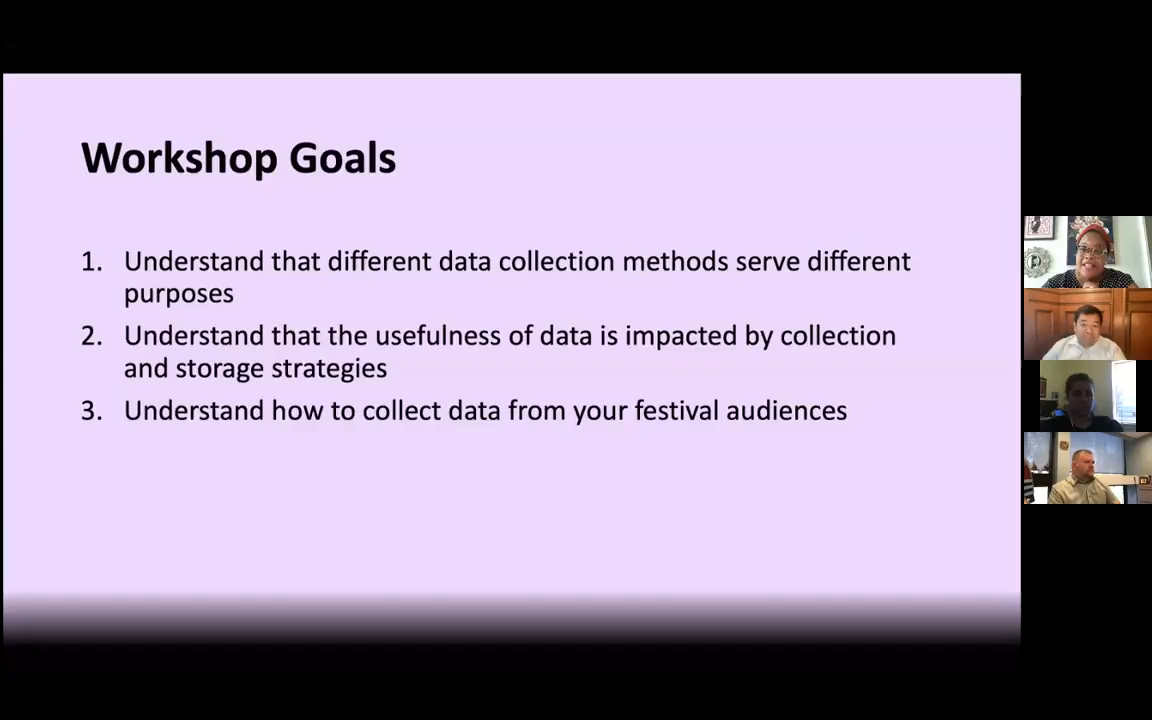 Workshop Goals
1. Understand that different data collection methods serve different
purposes
2. Understand that the usefulness of data is impacted by collection
and storage strategies
3. Understand how to collect data from your festival audiences